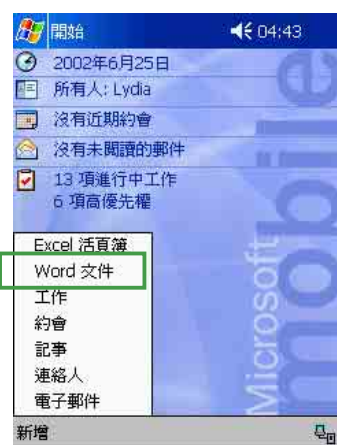 開始 04:43
2002年6月25日
所有人: Lydia
沒有近期約會
沒有未閱讀的郵件
13 項進行中工作
6 項高優先權
Excel 活頁簿
Word 文件
工作
約會
記事
連絡人
電子郵件
新增
Microsoft
mobile